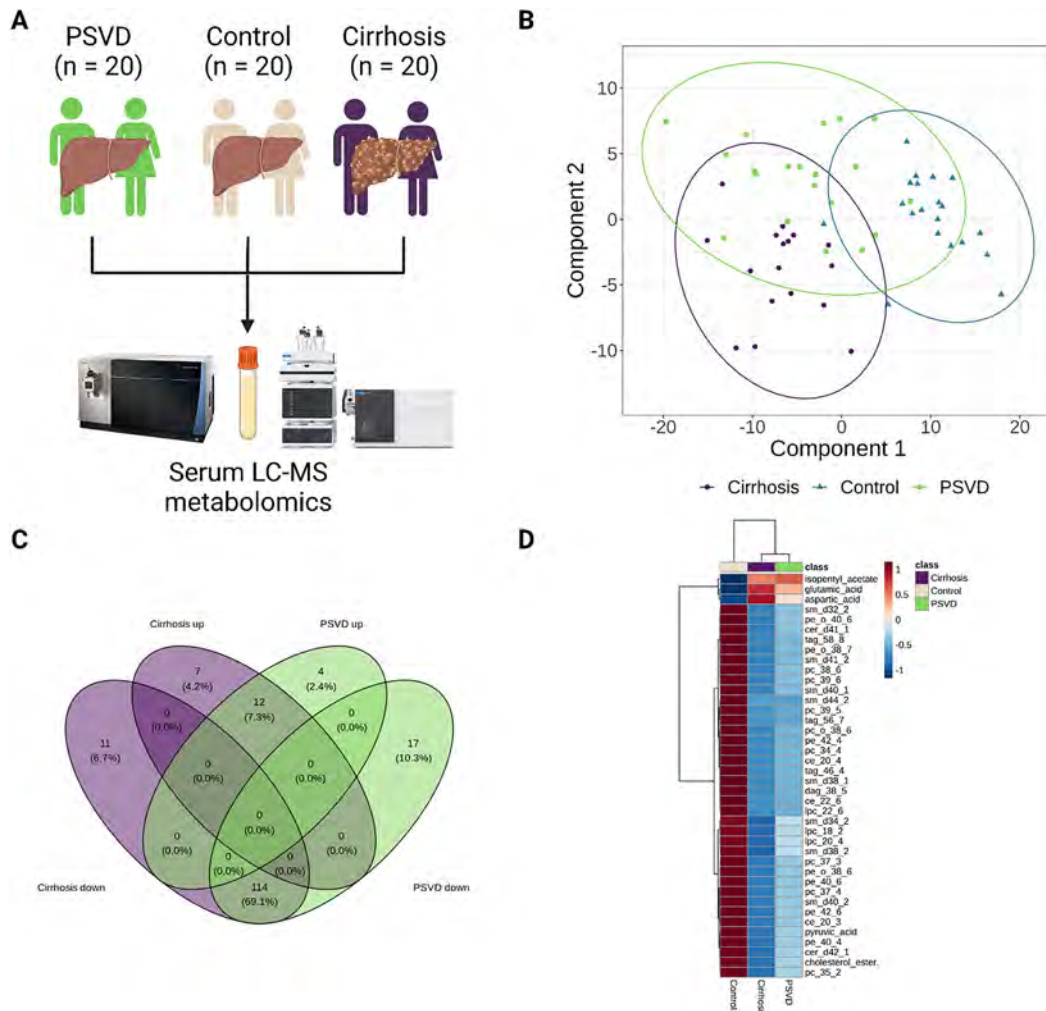 A
PSVD
(n = 20)
Control
(n = 20)
Cirrhosis
(n = 20)
Serum LC-MS
metabolomics
B
Component 2
10
5
0
-5
-10
-20
-10
0
10
20
Component 1
Cirrhosis
Control
PSVD
C
Cirrhosis up
PSVD up
7
(4.2%)
4
(2.4%)
12
(7.3%)
0
(0.0%)
0
(0.0%)
11
(6.7%)
17
(10.3%)
0
(0.0%)
0
(0.0%)
0
(0.0%)
0
(0.0%)
0
(0.0%)
0
(0.0%)
0
(0.0%)
114
(69.1%)
Cirrhosis down
PSVD down
D
class
isopentyl_acetate
glutamic_acid
aspartic_acid
sm_d32_2
pe_o_40_6
cer_d41_1
tag_58_8
pe_o_38_7
sm_d41_2
pc_38_6
pc_39_6
sm_d40_1
sm_d44_2
pc_39_5
tag_56_7
pc_o_38_6
pe_42_4
pc_34_4
ce_20_4
tag_46_4
sm_d38_1
dag_38_5
ce_22_6
lpc_22_6
sm_d34_2
lpc_18_2
lpc_20_4
sm_d38_2
pc_37_3
pe_o_38_6
pe_40_6
pc_37_4
sm_d40_2
pe_42_6
ce_20_3
pyruvic_acid
pe_40_4
cer_d42_1
cholesterol_ester.
pc_35_2
Control
Cirrhosi
PSVD
1
0.5
0
-0.5
-1
class
Cirrhosis
Control
PSVD